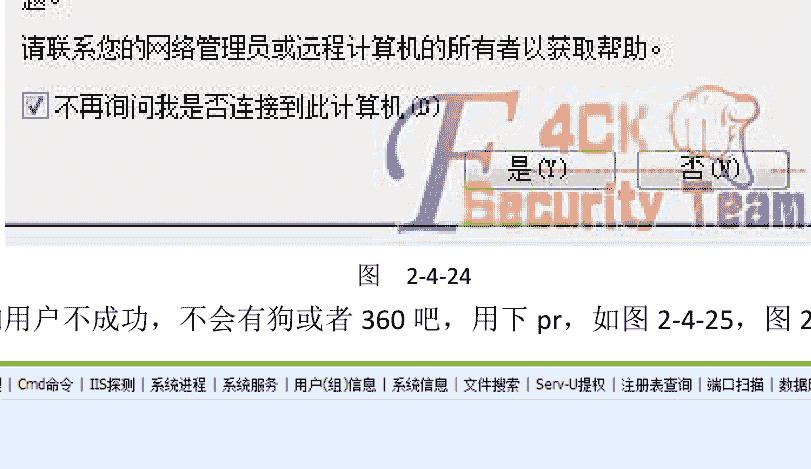 题。
请联系您的网络管理员或远程计算机的所有者以获取帮助。
不再询问我是否连接到此计算机(D)
F4CK
是(Y) 否(N)
Security Team
图 2-4-24
用户不成功，不会有狗或者 360 吧，用下 pr，如图 2-4-25，图 2
| Cmd命令 | IIS探测 | 系统进程 | 系统服务 | 用户(组)信息 | 系统信息 | 文件搜索 | Serv-U提权 | 注册表查询 | 端口扫描 | 数据